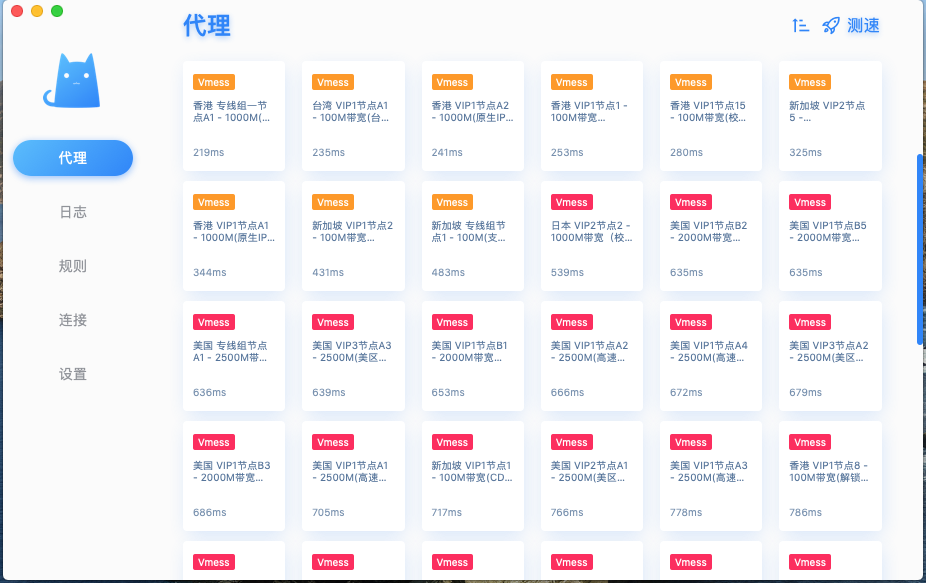 代理
测速
代理
日志
规则
连接
设置
Vmess
香港 专线组一节
点A1 - 1000M(...
219ms
Vmess
台湾 VIP1节点A1
- 100M带宽(台...
235ms
Vmess
香港 VIP1节点A2
- 1000M(原生IP...
241ms
Vmess
香港 VIP1节点1 -
100M带宽...
253ms
Vmess
香港 VIP1节点15
- 100M带宽(校...
280ms
Vmess
新加坡 VIP2节点
5 -...
325ms
Vmess
香港 VIP1节点A1
- 1000M(原生IP...
344ms
Vmess
新加坡 VIP1节点2
- 100M带宽...
431ms
Vmess
新加坡 专线组节
点1 - 100M(支...
483ms
Vmess
日本 VIP2节点2 -
1000M带宽（校...
539ms
Vmess
美国 VIP1节点B2
- 2000M带宽...
635ms
Vmess
美国 VIP1节点B5
- 2000M带宽...
635ms
Vmess
美国 专线组节点
A1 - 2500M带...
636ms
Vmess
美国 VIP3节点A3
- 2500M(美区...
639ms
Vmess
美国 VIP1节点B1
- 2000M带宽...
653ms
Vmess
美国 VIP1节点A2
- 2500M(高速...
666ms
Vmess
美国 VIP1节点A4
- 2500M(高速...
672ms
Vmess
美国 VIP3节点A2
- 2500M(美区...
679ms
Vmess
美国 VIP1节点B3
- 2000M带宽...
686ms
Vmess
美国 VIP1节点A1
- 2500M(高速...
705ms
Vmess
新加坡 VIP1节点1
- 100M带宽(CD...
717ms
Vmess
美国 VIP2节点A1
- 2500M(美区...
766ms
Vmess
美国 VIP1节点A3
- 2500M(高速...
778ms
Vmess
香港 VIP1节点8 -
100M带宽(解锁...
786ms
Vmess
Vmess
Vmess
Vmess
Vmess
Vmess